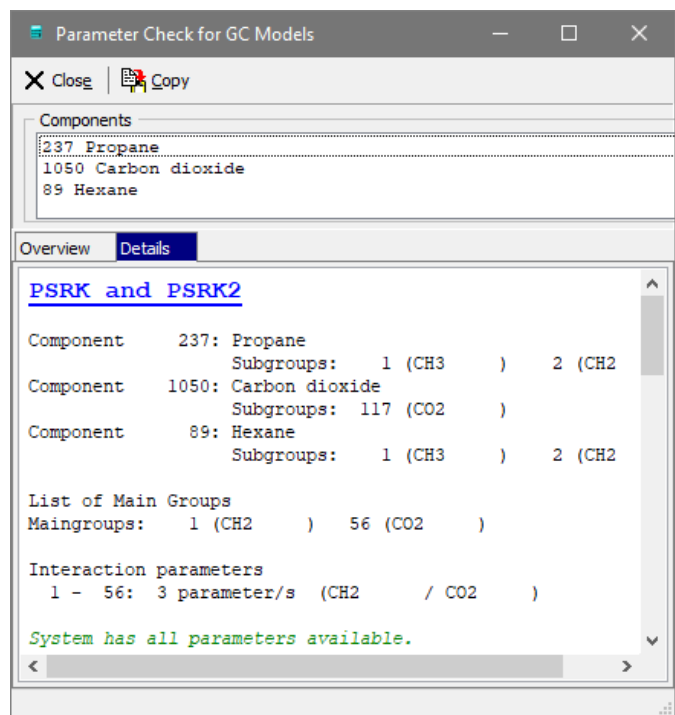 Parameter Check for GC Models
Close Copy
Components
237 Propane
1050 Carbon dioxide
89 Hexane
Overview Details
PSRK and PSRK2
Component 237: Propane
Subgroups: 1 (CH3 ) 2 (CH2
Component 1050: Carbon dioxide
Subgroups: 117 (CO2 )
Component 89: Hexane
Subgroups: 1 (CH3 ) 2 (CH2
List of Main Groups
Maingroups: 1 (CH2 ) 56 (CO2 )
Interaction parameters
1 - 56: 3 parameter/s (CH2 / CO2 )
System has all parameters available.